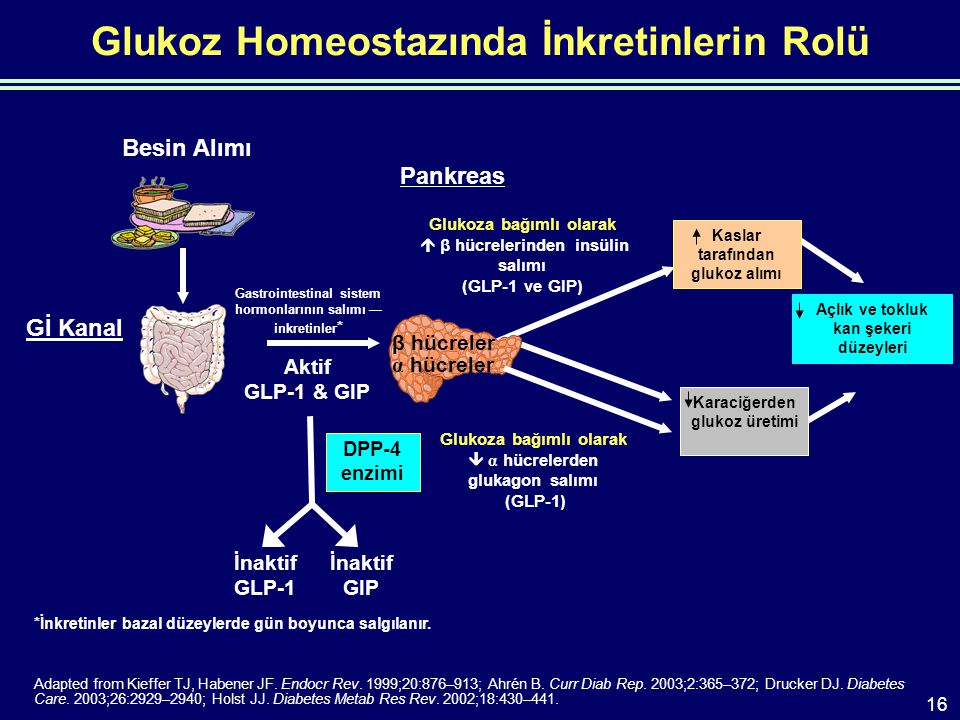 Glukoz Homeostazında İnkretinlerin Rolü
Besin Alımı
Pankreas
Glukoza bağımlı olarak
🡹 β hücrelerinden insülin
salımı
(GLP-1 ve GIP)
Kaslar
tarafından
glukoz alımı
Gastrointestinal sistem
hormonlarının salımı —
inkretinler*
Açlık ve tokluk
kan şekeri
düzeyleri
Gİ Kanal
β hücreler
α hücreler
Aktif
GLP-1 & GIP
Karaciğerden
glukoz üretimi
DPP-4
enzimi
Glukoza bağımlı olarak
🡻 α hücrelerden
glukagon salımı
(GLP-1)
İnaktif
GLP-1
İnaktif
GIP
*İnkretinler bazal düzeylerde gün boyunca salgılanır.
Adapted from Kieffer TJ, Habener JF. Endocr Rev. 1999;20:876–913; Ahrén B. Curr Diab Rep. 2003;2:365–372; Drucker DJ. Diabetes
Care. 2003;26:2929–2940; Holst JJ. Diabetes Metab Res Rev. 2002;18:430–441.
16